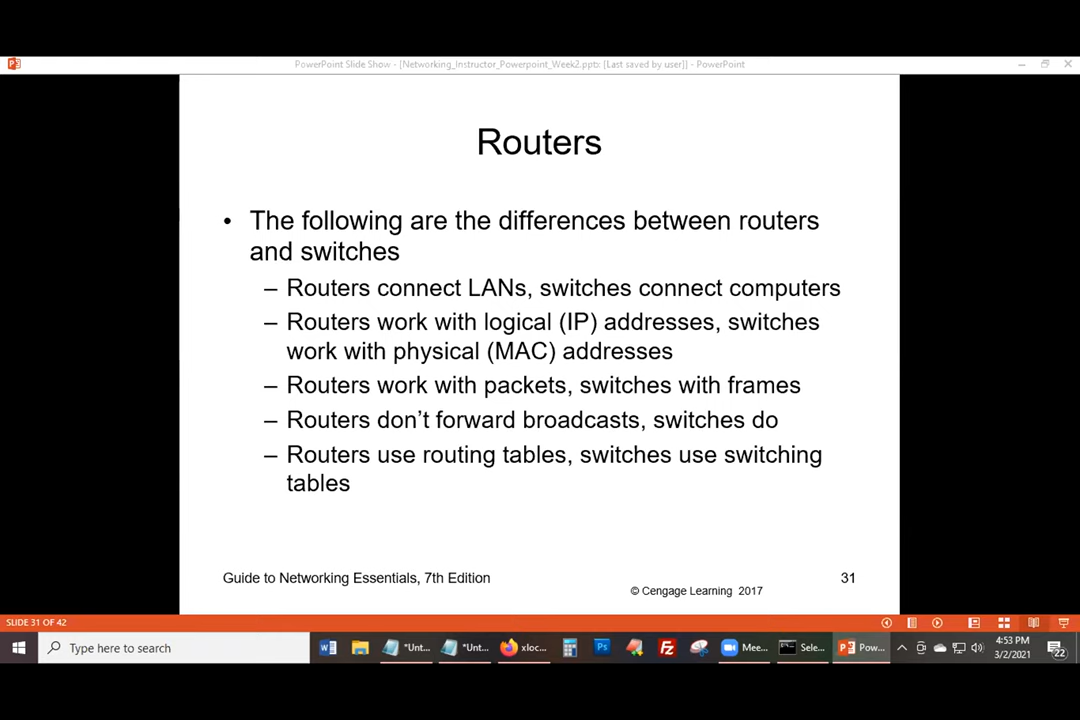 PowerPoint Slide Show - [Networking_Instructor_Powerpoint_Week2.pptx [Last saved by user]] - PowerPoint
Routers
• The following are the differences between routers
and switches
– Routers connect LANs, switches connect computers
– Routers work with logical (IP) addresses, switches
work with physical (MAC) addresses
– Routers work with packets, switches with frames
– Routers don’t forward broadcasts, switches do
– Routers use routing tables, switches use switching
tables
Guide to Networking Essentials, 7th Edition
© Cengage Learning 2017
31
SLIDE 31 OF 42
Type here to search
*Unt...
*Unt...
xloc...
Ps
Fz
Mee...
Sele...
Pow...
4:53 PM
3/2/2021
22